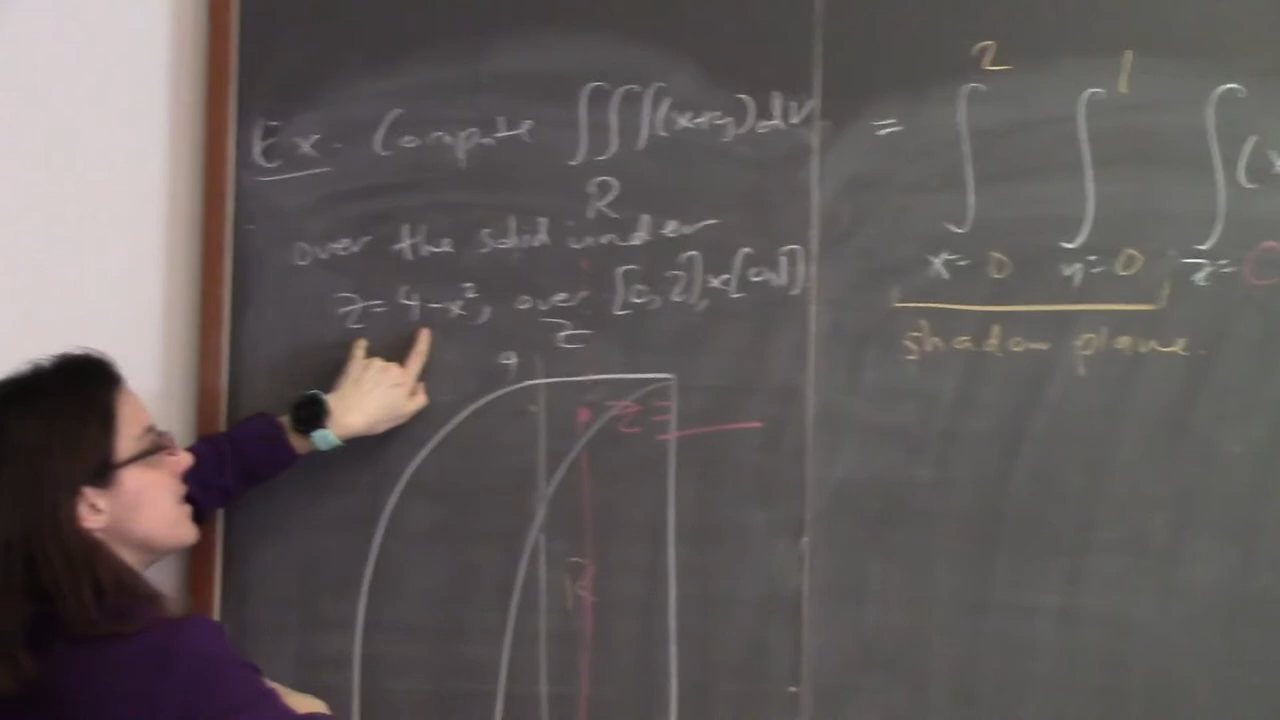 Ex. Compute ∫∫∫(x+y)dV
R
over the solid under
z=4-x², over [0,2]×[0,1]
z
4
z=
R
= ∫ ∫ ∫(x
2 1
x=0 y=0 z=0
shadow plane.